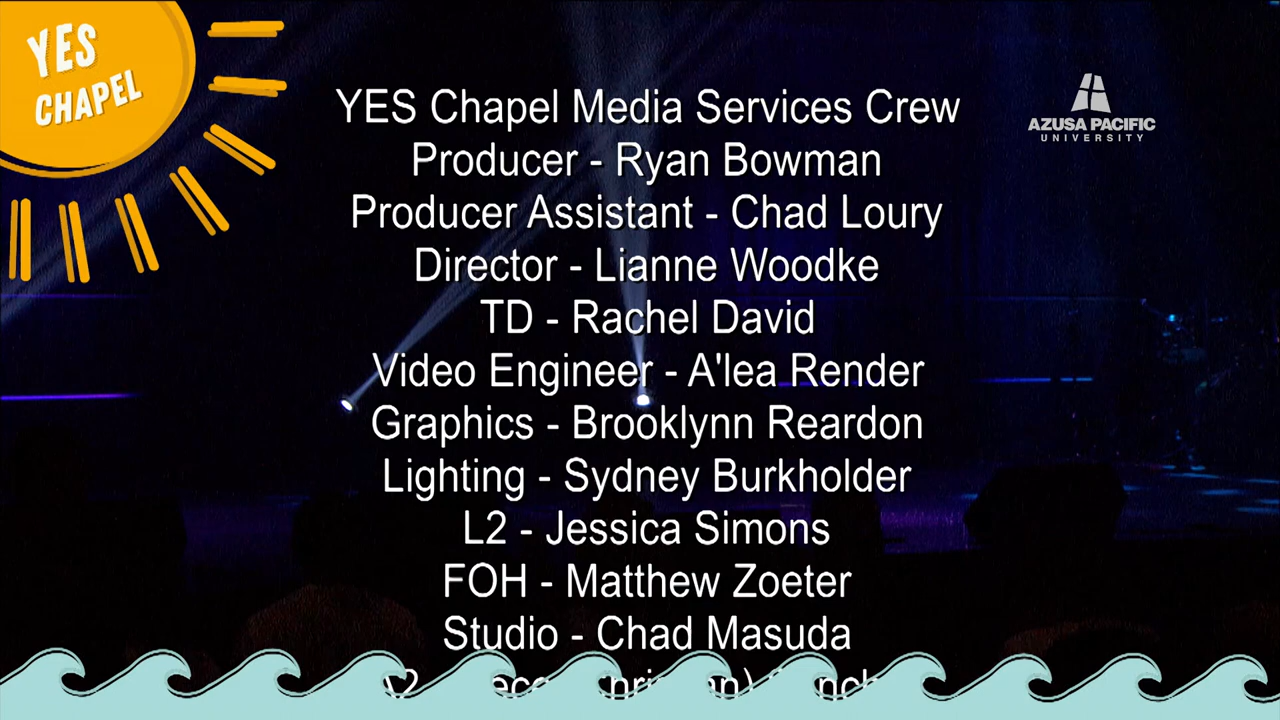 YES
CHAPEL
AZUSA PACIFIC
UNIVERSITY
YES Chapel Media Services Crew
Producer - Ryan Bowman
Producer Assistant - Chad Loury
Director - Lianne Woodke
TD - Rachel David
Video Engineer - A'lea Render
Graphics - Brooklynn Reardon
Lighting - Sydney Burkholder
L2 - Jessica Simons
FOH - Matthew Zoeter
Studio - Chad Masuda